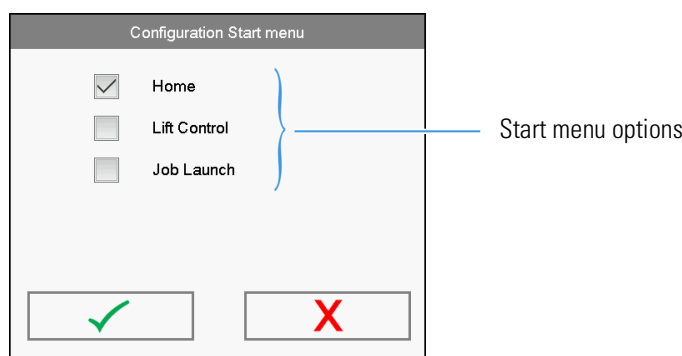 Configuration Start menu
Home
Lift Control
Job Launch
Start menu options